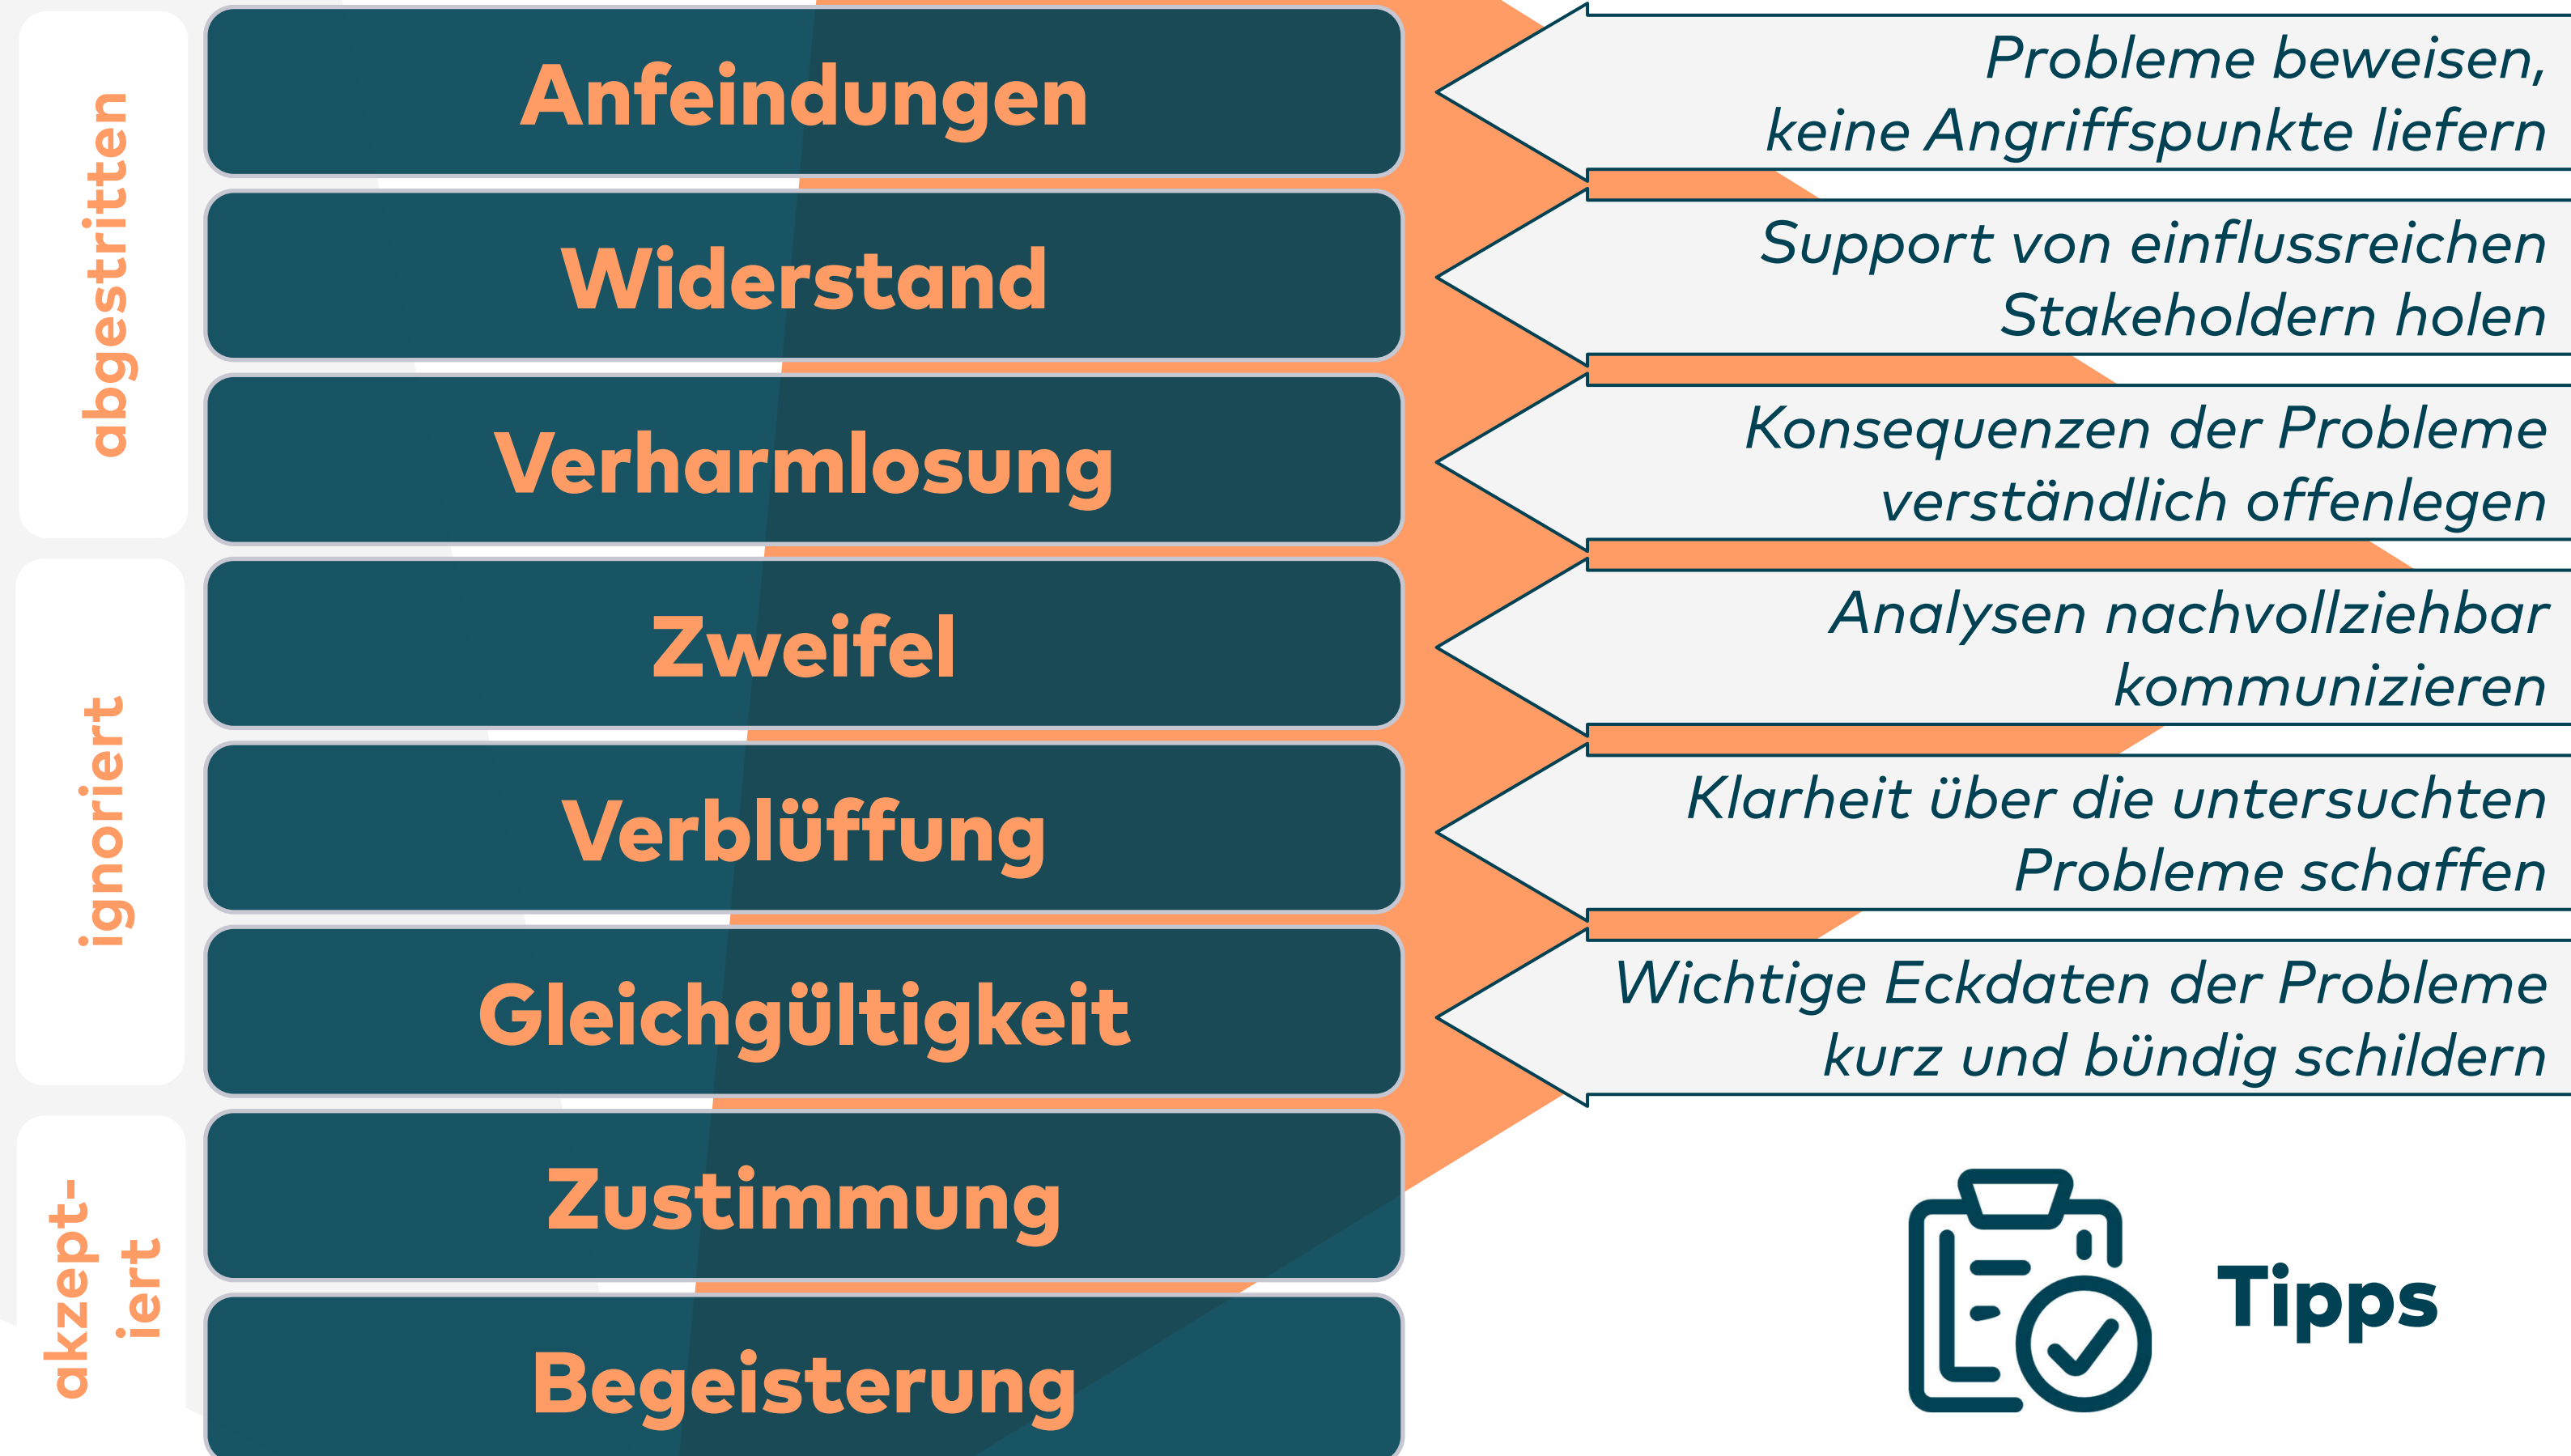 abgestritten
Anfeindungen
Probleme beweisen,
keine Angriffspunkte liefern
Widerstand
Support von einflussreichen
Stakeholdern holen
Verharmlosung
Konsequenzen der Probleme
verständlich offenlegen
ignoriert
Zweifel
Analysen nachvollziehbar
kommunizieren
Verblüffung
Klarheit über die untersuchten
Probleme schaffen
Gleichgültigkeit
Wichtige Eckdaten der Probleme
kurz und bündig schildern
akzept-
iert
Zustimmung
Begeisterung
Tipps